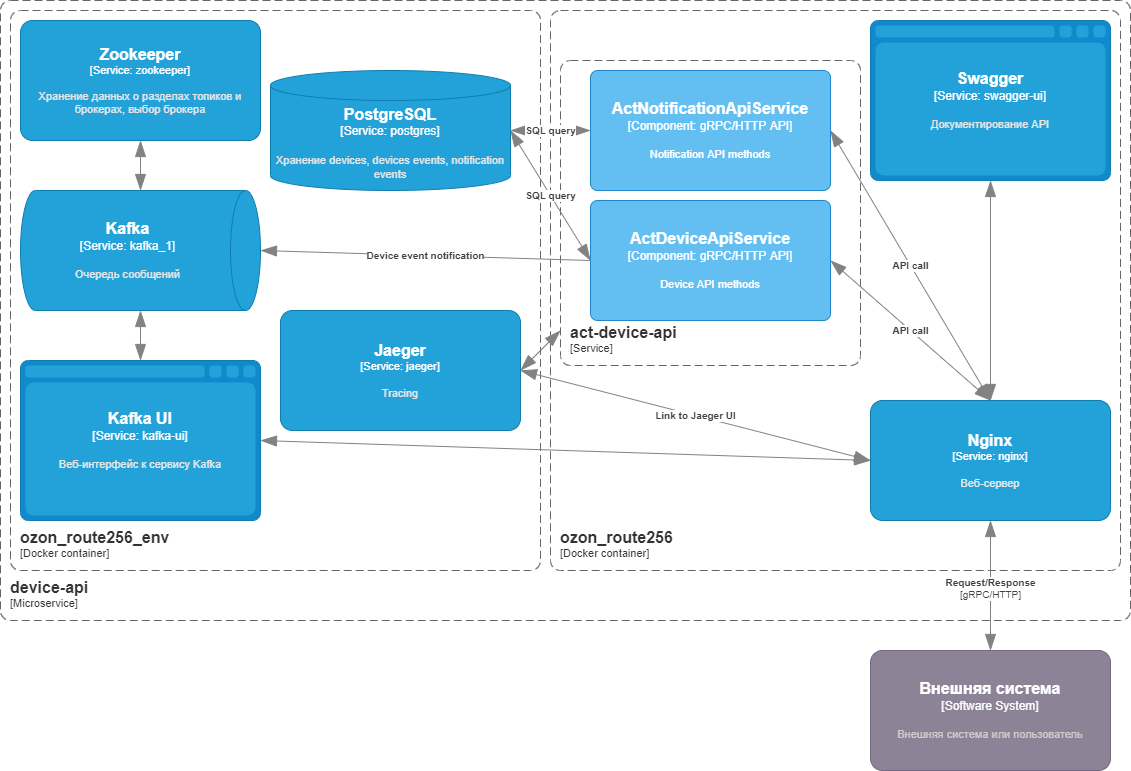 Zookeeper
[Service: zookeeper]
Хранение данных о разделах топиков и
брокерах, выбор брокера
PostgreSQL
[Service: postgres]
Хранение devices, devices events, notification
events
SQL query
SQL query
ActNotificationApiService
[Component: gRPC/HTTP API]
Notification API methods
Swagger
[Service: swagger-ui]
Документирование API
Kafka
[Service: kafka_1]
Очередь сообщений
Device event notification
ActDeviceApiService
[Component: gRPC/HTTP API]
Device API methods
API call
API call
act-device-api
[Service]
Jaeger
[Service: jaeger]
Tracing
Kafka UI
[Service: kafka-ui]
Веб-интерфейс к сервису Kafka
Link to Jaeger UI
Nginx
[Service: nginx]
Веб-сервер
ozon_route256_env
[Docker container]
ozon_route256
[Docker container]
device-api
[Microservice]
Request/Response
[gRPC/HTTP]
Внешняя система
[Software System]
Внешняя система или пользователь